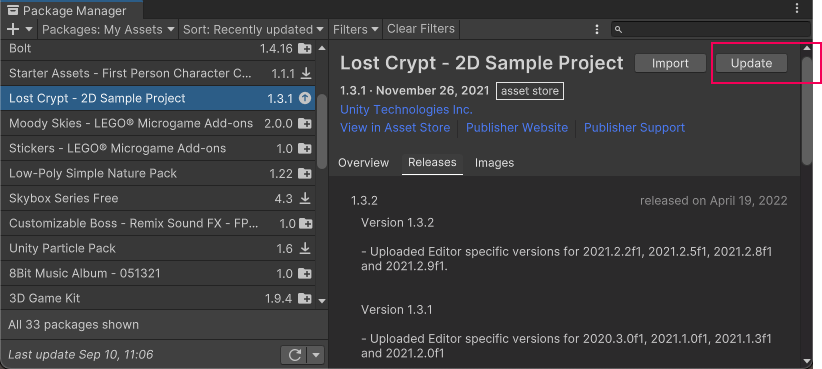 Package Manager
Packages: My Assets
Sort: Recently updated
Filters
Clear Filters
Bolt 1.4.16
Starter Assets - First Person Character C... 1.1.1
Lost Crypt - 2D Sample Project 1.3.1
Moody Skies - LEGO® Microgame Add-ons 2.0.0
Stickers - LEGO® Microgame Add-ons 1.0
Low-Poly Simple Nature Pack 1.22
Skybox Series Free 4.3
Customizable Boss - Remix Sound FX - FP... 1.0
Unity Particle Pack 1.6
8Bit Music Album - 051321 1.0
3D Game Kit 1.9.4
All 33 packages shown
Last update Sep 10, 11:06
Lost Crypt - 2D Sample Project
Import
Update
1.3.1 · November 26, 2021 asset store
Unity Technologies Inc.
View in Asset Store
Publisher Website
Publisher Support
Overview
Releases
Images
1.3.2 released on April 19, 2022
Version 1.3.2
- Uploaded Editor specific versions for 2021.2.2f1, 2021.2.5f1, 2021.2.8f1
and 2021.2.9f1.
Version 1.3.1
- Uploaded Editor specific versions for 2020.3.0f1, 2021.1.0f1, 2021.1.3f1
and 2021.2.0f1